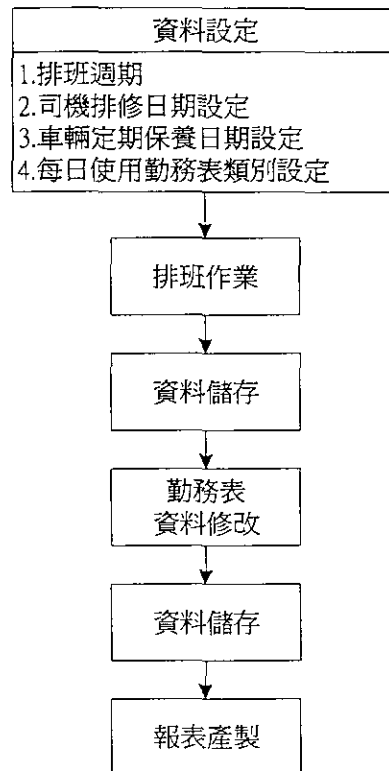 資料設定
1.排班週期
2.司機排修日期設定
3.車輛定期保養日期設定
4.每日使用勤務表類別設定
排班作業
資料儲存
勤務表
資料修改
資料儲存
報表產製